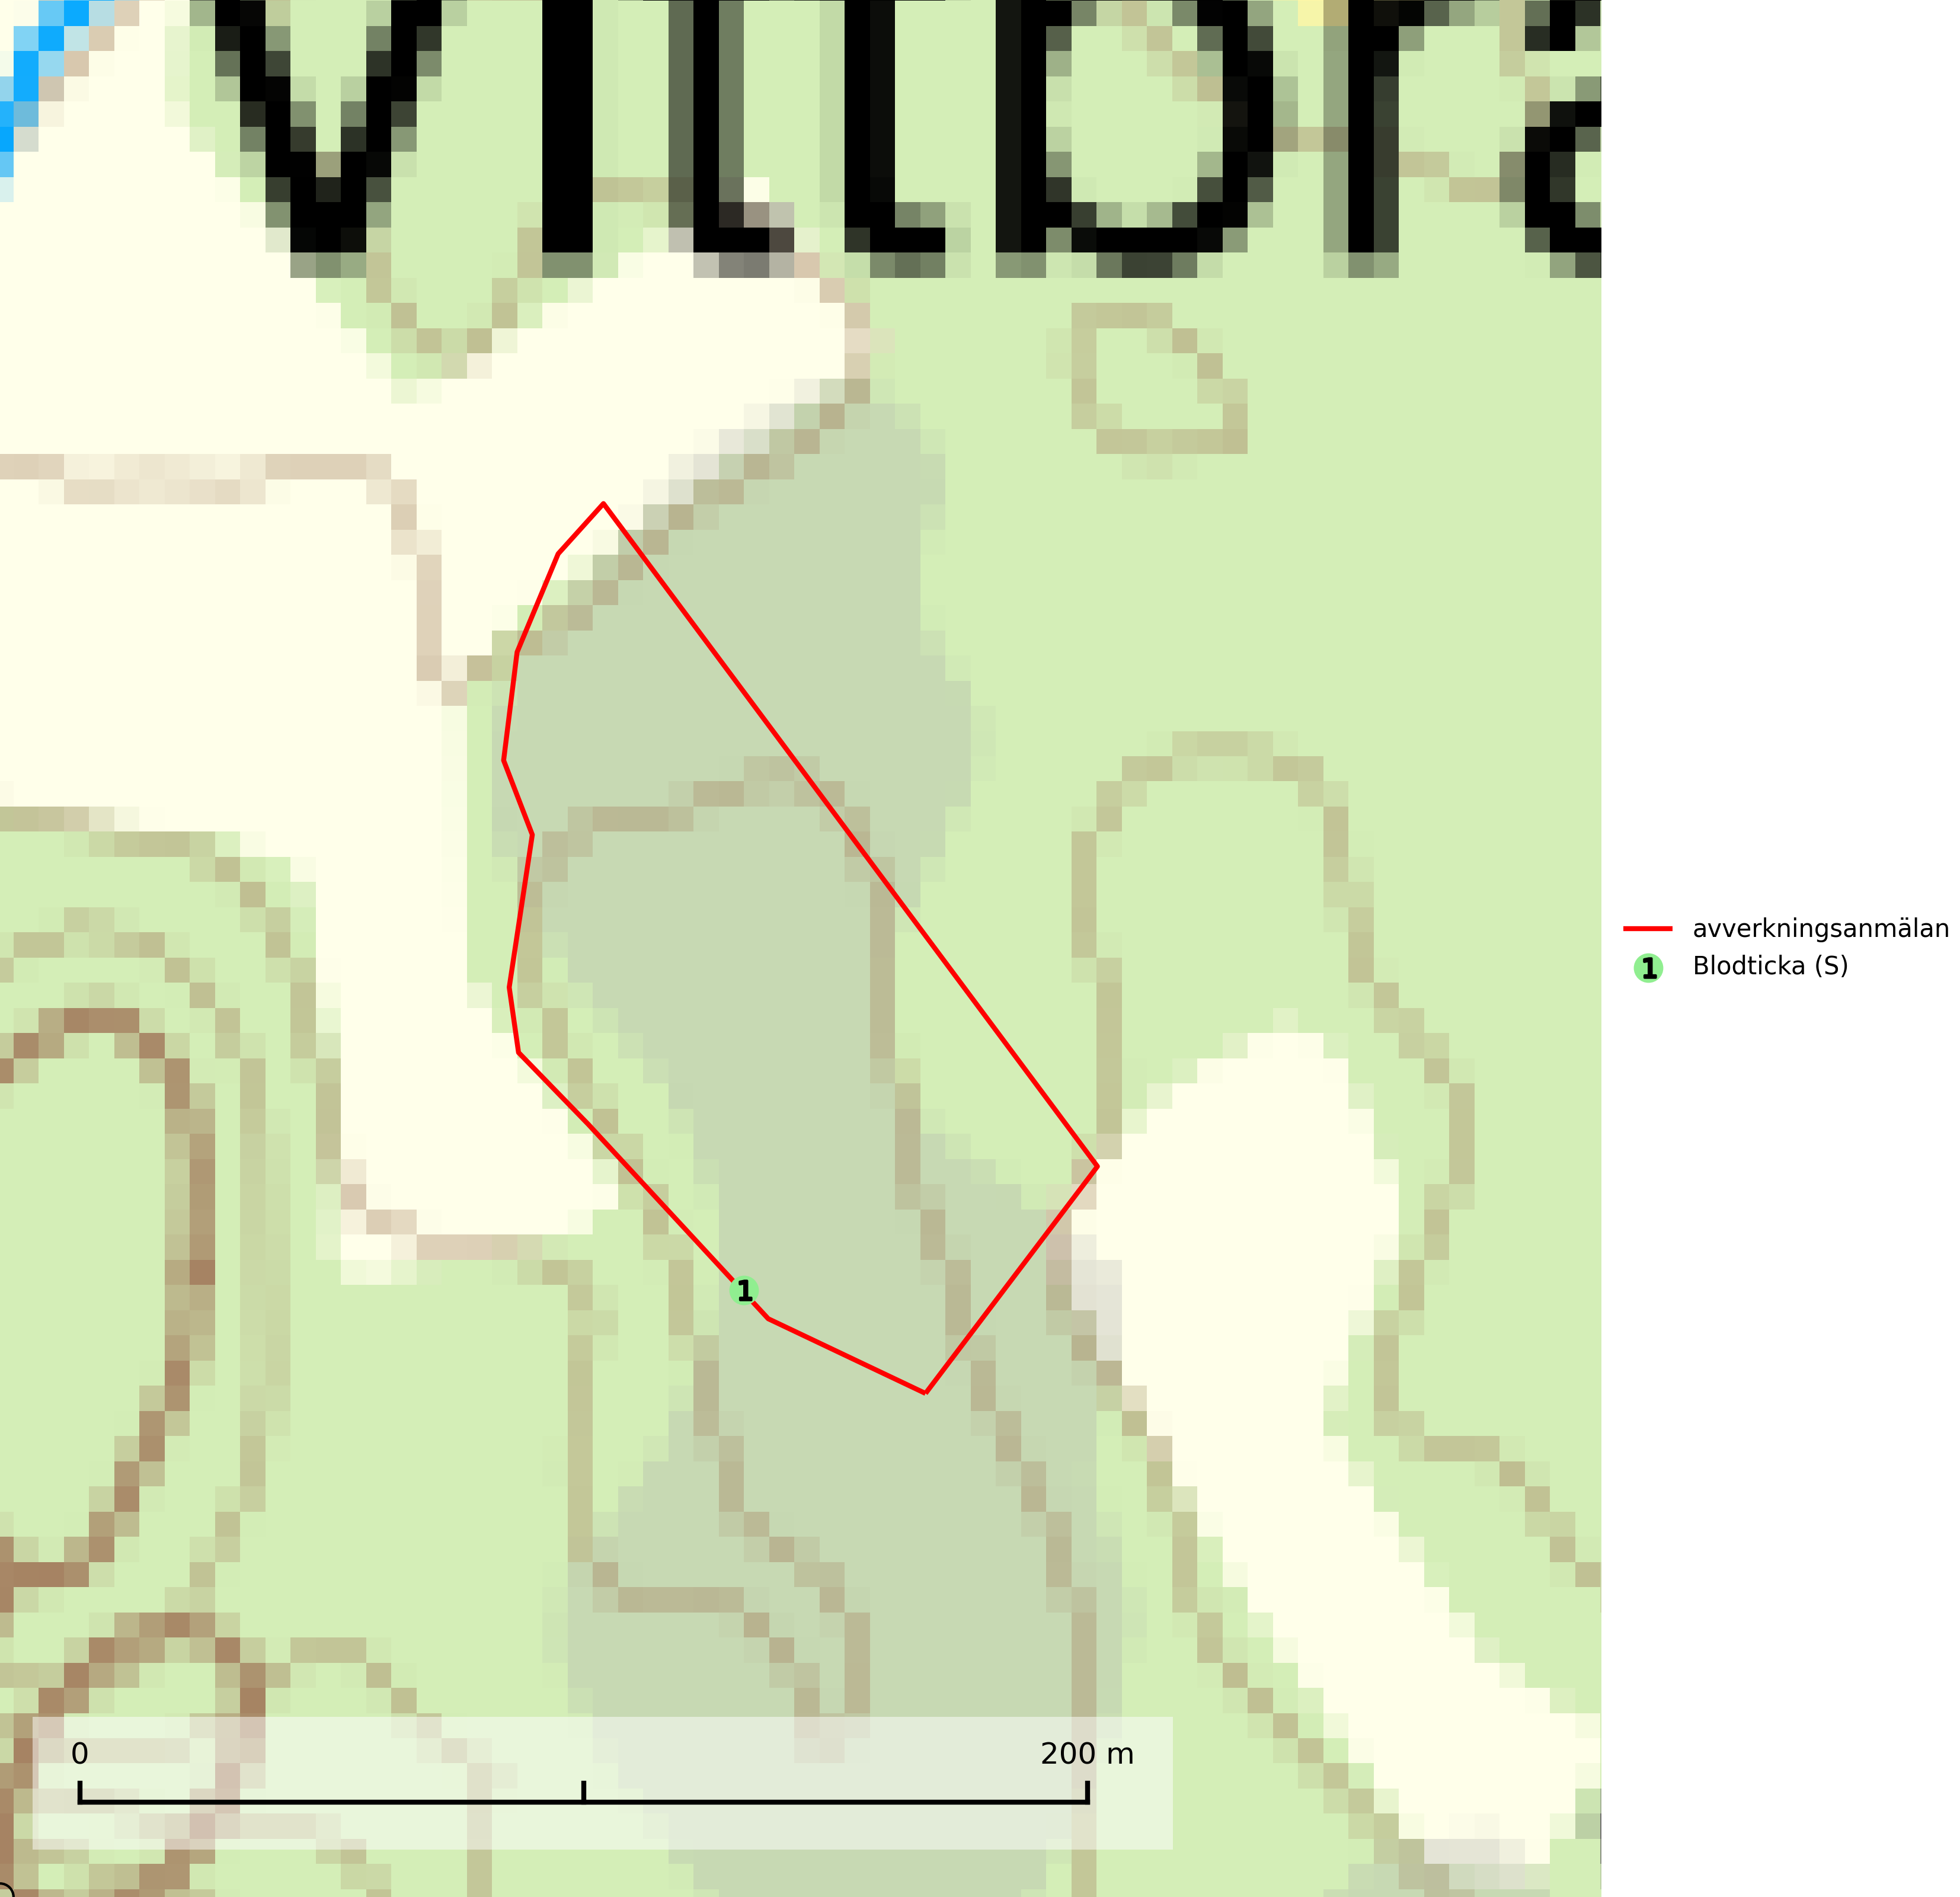 avverkningsanmälan
1 Blodticka (S)
1
0 200 m